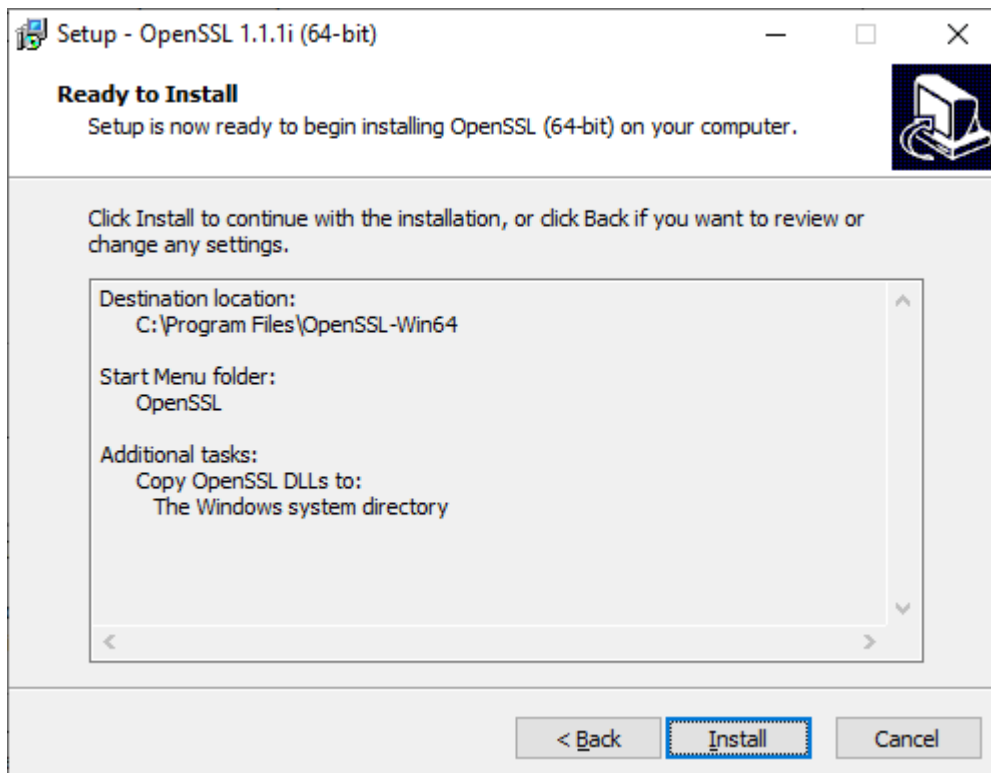 Setup - OpenSSL 1.1.1i (64-bit)
Ready to Install
Setup is now ready to begin installing OpenSSL (64-bit) on your computer.
Click Install to continue with the installation, or click Back if you want to review or
change any settings.
Destination location:
C:\Program Files\OpenSSL-Win64
Start Menu folder:
OpenSSL
Additional tasks:
Copy OpenSSL DLLs to:
The Windows system directory
< Back
Install
Cancel